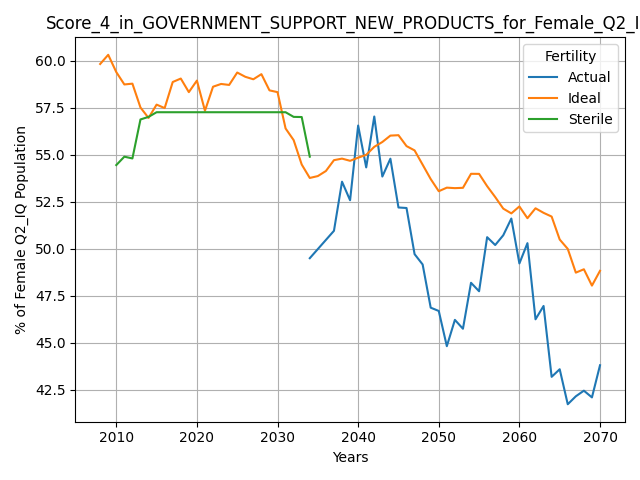 Score_4_in_GOVERNMENT_SUPPORT_NEW_PRODUCTS_for_Female_Q2_I
Fertility
Actual
Ideal
Sterile
% of Female Q2_IQ Population
60.0
57.5
55.0
52.5
50.0
47.5
45.0
42.5
2010 2020 2030 2040 2050 2060 2070
Years